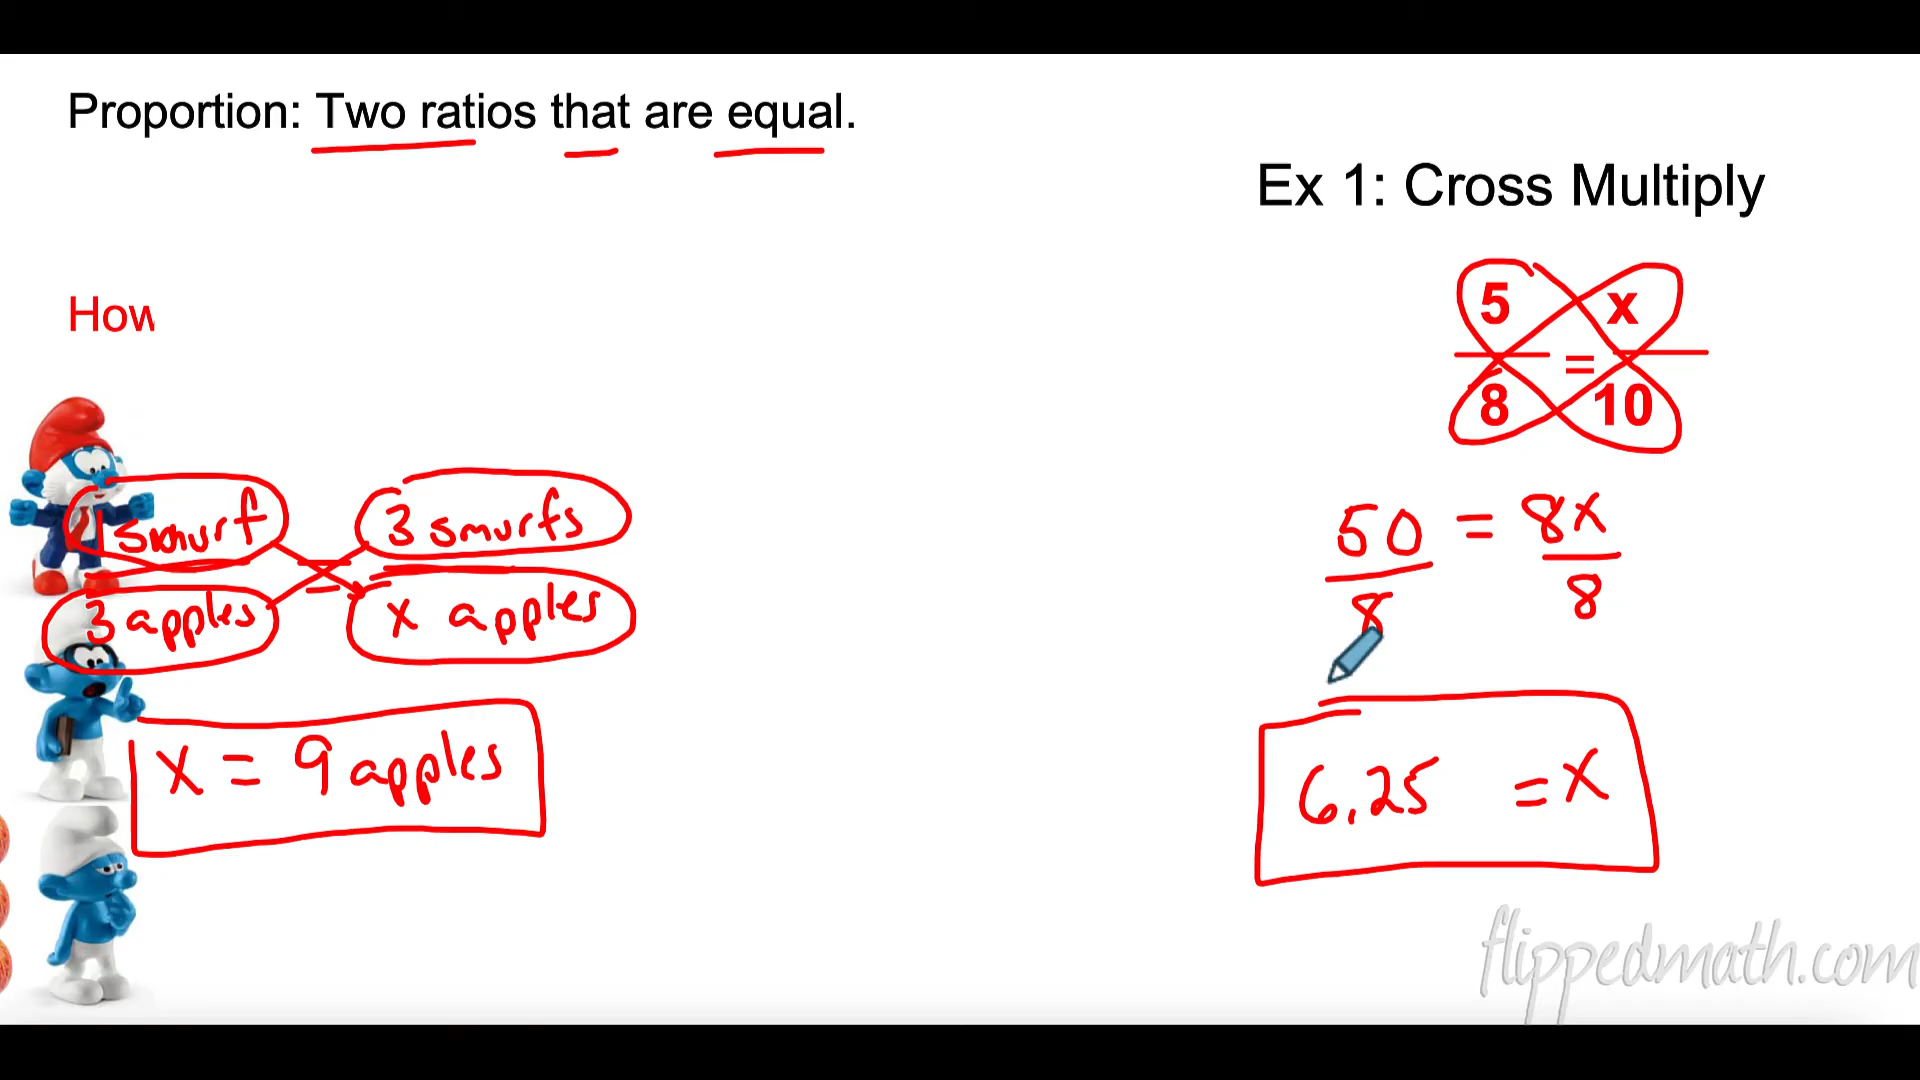 Proportion: Two ratios that are equal.
Ex 1: Cross Multiply
How
5 x
=
8 10
1 smurf 3 smurfs
=
3 apples x apples
50 = 8x
8 8
x = 9 apples
6.25 = x
flippedmath.com